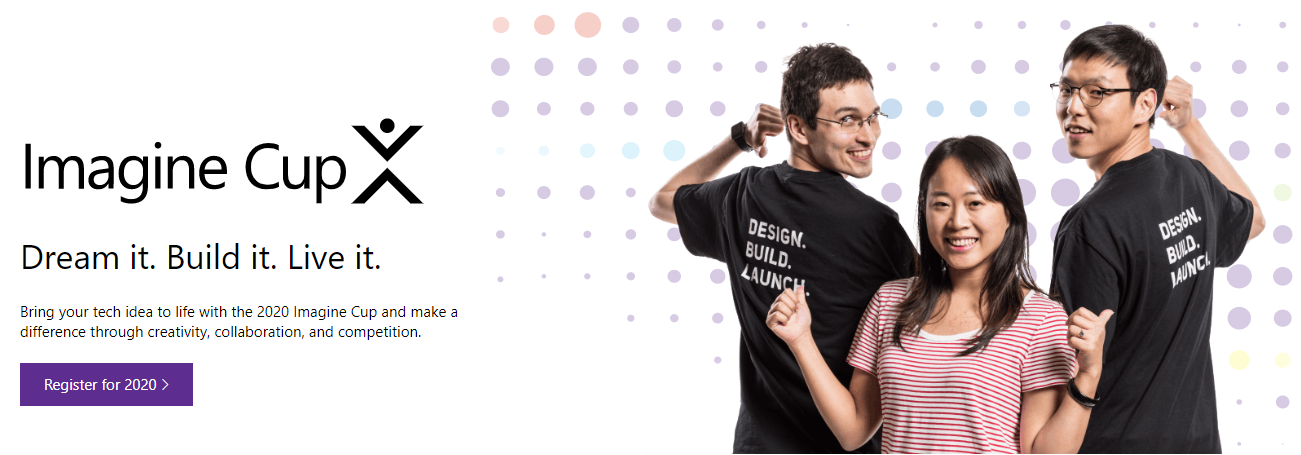 Imagine Cup
Dream it. Build it. Live it.
Bring your tech idea to life with the 2020 Imagine Cup and make a
difference through creativity, collaboration, and competition.
Register for 2020 >
DESIGN.
BUILD.
LAUNCH.
DESIGN.
BUILD.
LAUNCH.